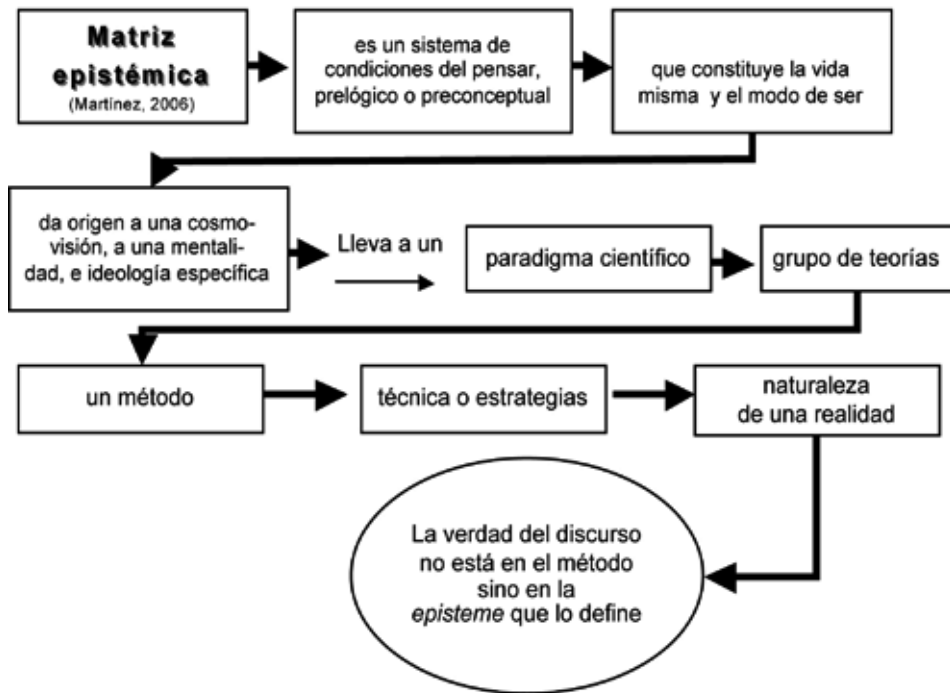 Matriz
epistémica
(Martínez, 2006)
es un sistema de
condiciones del pensar,
prelógico o preconceptual
que constituye la vida
misma y el modo de ser
da origen a una cosmo-
visión, a una mentali-
dad, e ideología específica
Lleva a un
paradigma científico
grupo de teorías
un método
técnica o estrategias
naturaleza
de una realidad
La verdad del discurso
no está en el método
sino en la
episteme que lo define